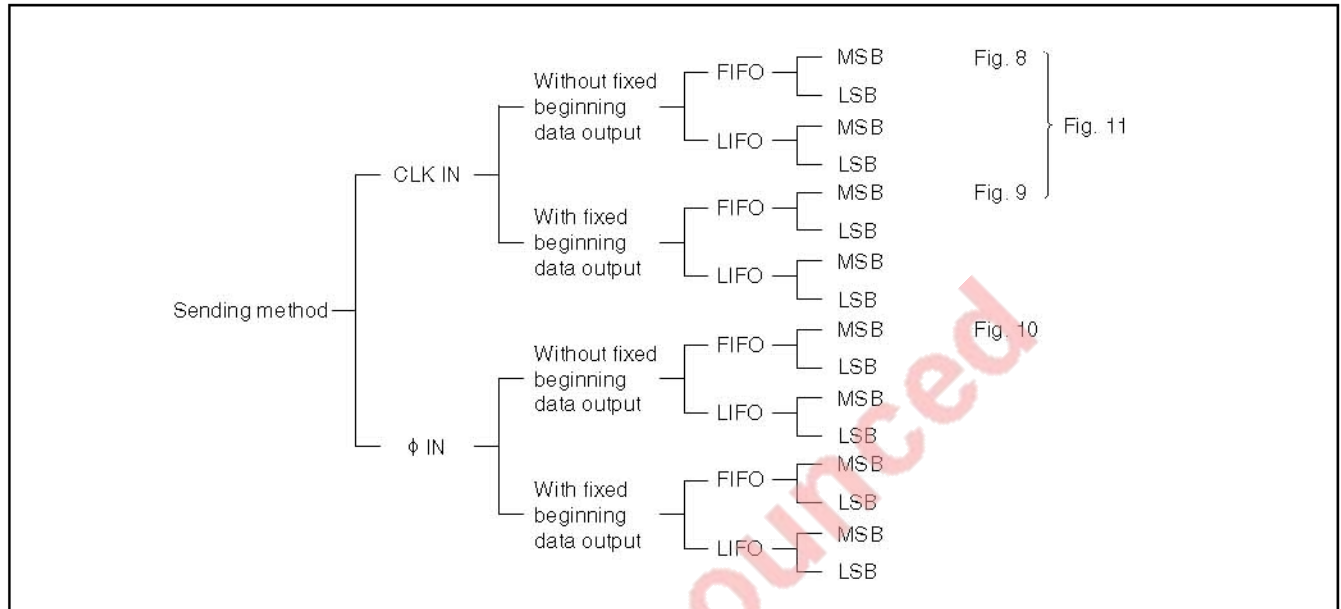 MSB Fig. 8
Without fixed FIFO
beginning LSB
data output MSB Fig. 11
LIFO
LSB
CLK IN
MSB Fig. 9
With fixed FIFO
beginning LSB
data output MSB
LIFO
LSB
Sending method
MSB Fig. 10
Without fixed FIFO
beginning LSB
data output MSB
LIFO
LSB
ϕ IN
MSB
With fixed FIFO
beginning LSB
data output MSB
LIFO
LSB
ounced